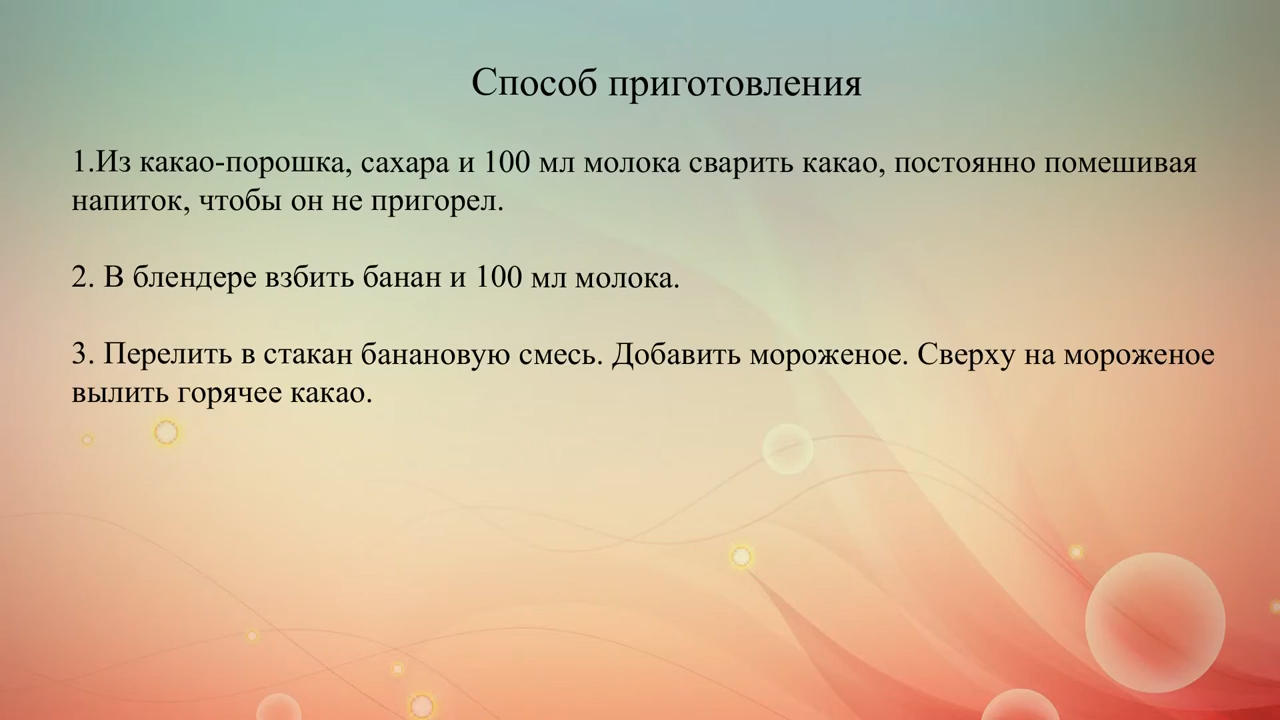 Способ приготовления
1.Из какао-порошка, сахара и 100 мл молока сварить какао, постоянно помешивая
напиток, чтобы он не пригорел.
2. В блендере взбить банан и 100 мл молока.
3. Перелить в стакан банановую смесь. Добавить мороженое. Сверху на мороженое
вылить горячее какао.